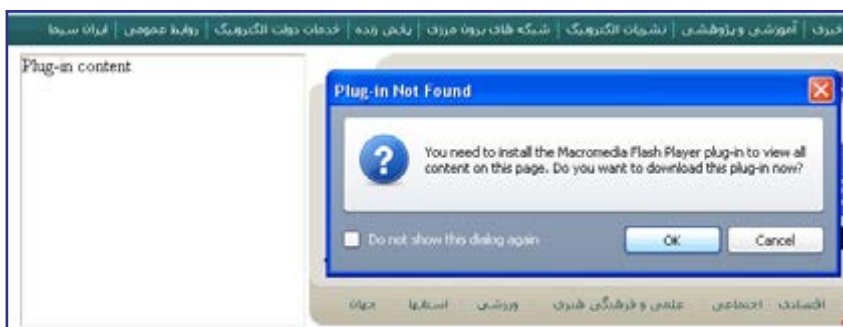 خبری | آموزشی و پژوهشی | نشریات الکترونیک | شبکه های برون مرزی | پخش زنده | خدمات دولت الکترونیک | روابط عمومی | ایران سیما
Plug-in content
Plug-in Not Found
You need to install the Macromedia Flash Player plug-in to view all
content on this page. Do you want to download this plug-in now?
Do not show this dialog again
OK
Cancel
اقتصادی اجتماعی علمی و فرهنگی هنری ورزشی استانها جهان